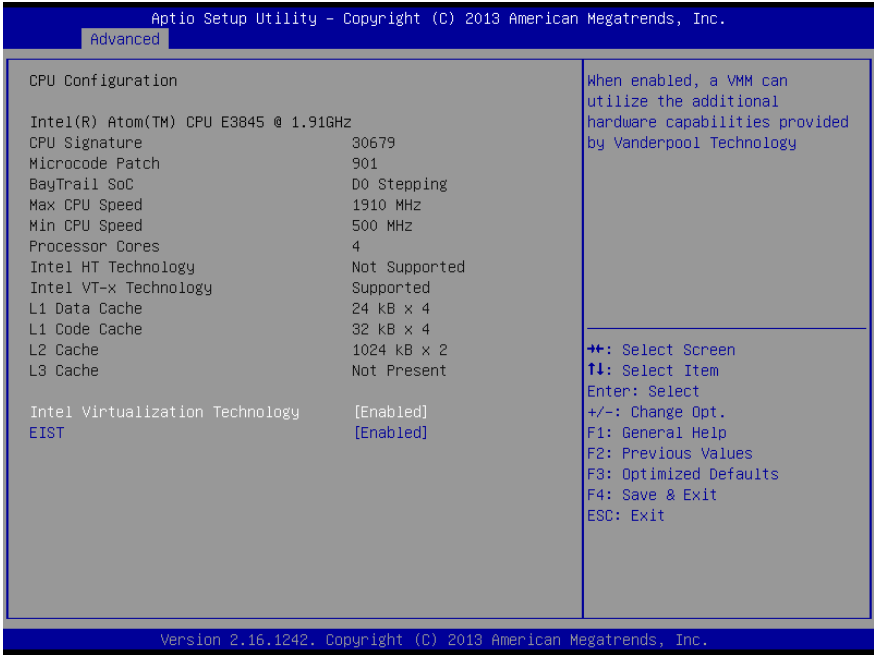 Aptio Setup Utility – Copyright (C) 2013 American Megatrends, Inc.
Advanced
CPU Configuration
Intel(R) Atom(TM) CPU E3845 @ 1.91GHz
CPU Signature 30679
Microcode Patch 901
BayTrail SoC D0 Stepping
Max CPU Speed 1910 MHz
Min CPU Speed 500 MHz
Processor Cores 4
Intel HT Technology Not Supported
Intel VT-x Technology Supported
L1 Data Cache 24 kB x 4
L1 Code Cache 32 kB x 4
L2 Cache 1024 kB x 2
L3 Cache Not Present
Intel Virtualization Technology [Enabled]
EIST [Enabled]
When enabled, a VMM can
utilize the additional
hardware capabilities provided
by Vanderpool Technology
→←: Select Screen
↑↓: Select Item
Enter: Select
+/-: Change Opt.
F1: General Help
F2: Previous Values
F3: Optimized Defaults
F4: Save & Exit
ESC: Exit
Version 2.16.1242. Copyright (C) 2013 American Megatrends, Inc.